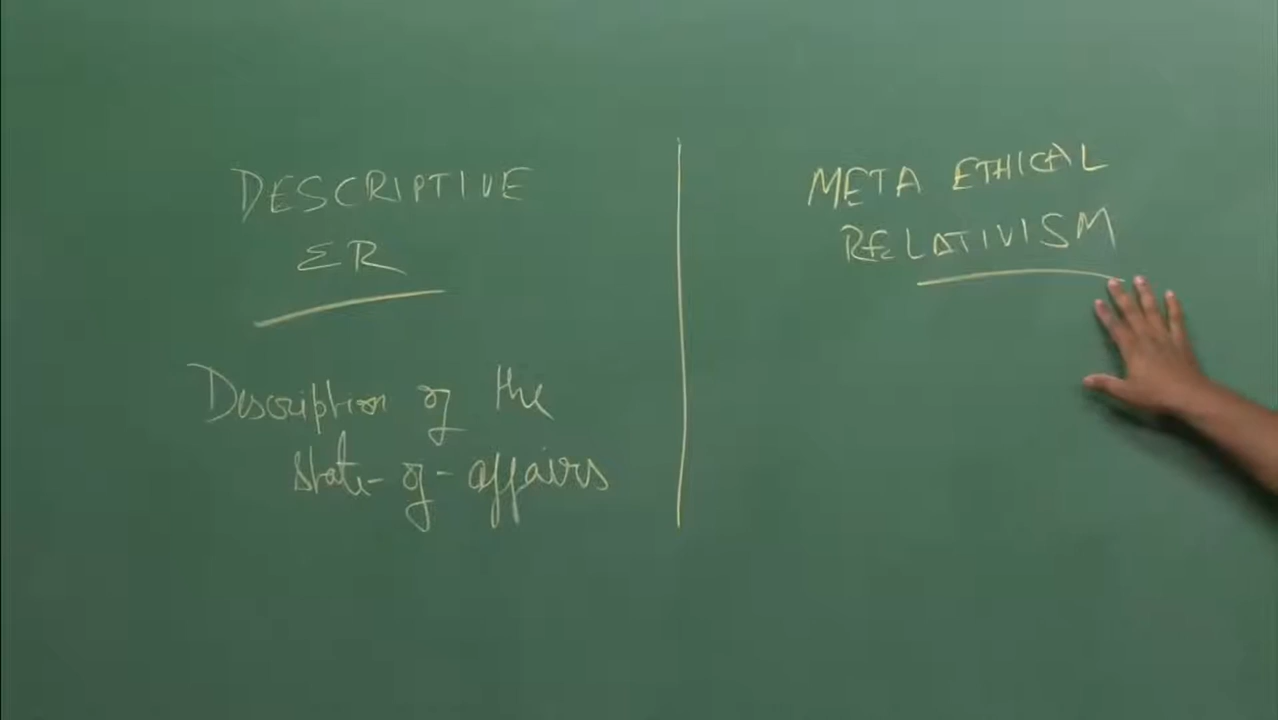 DESCRIPTIVE
ER
Description of the
state-of-affairs
META ETHICAL
RELATIVISM